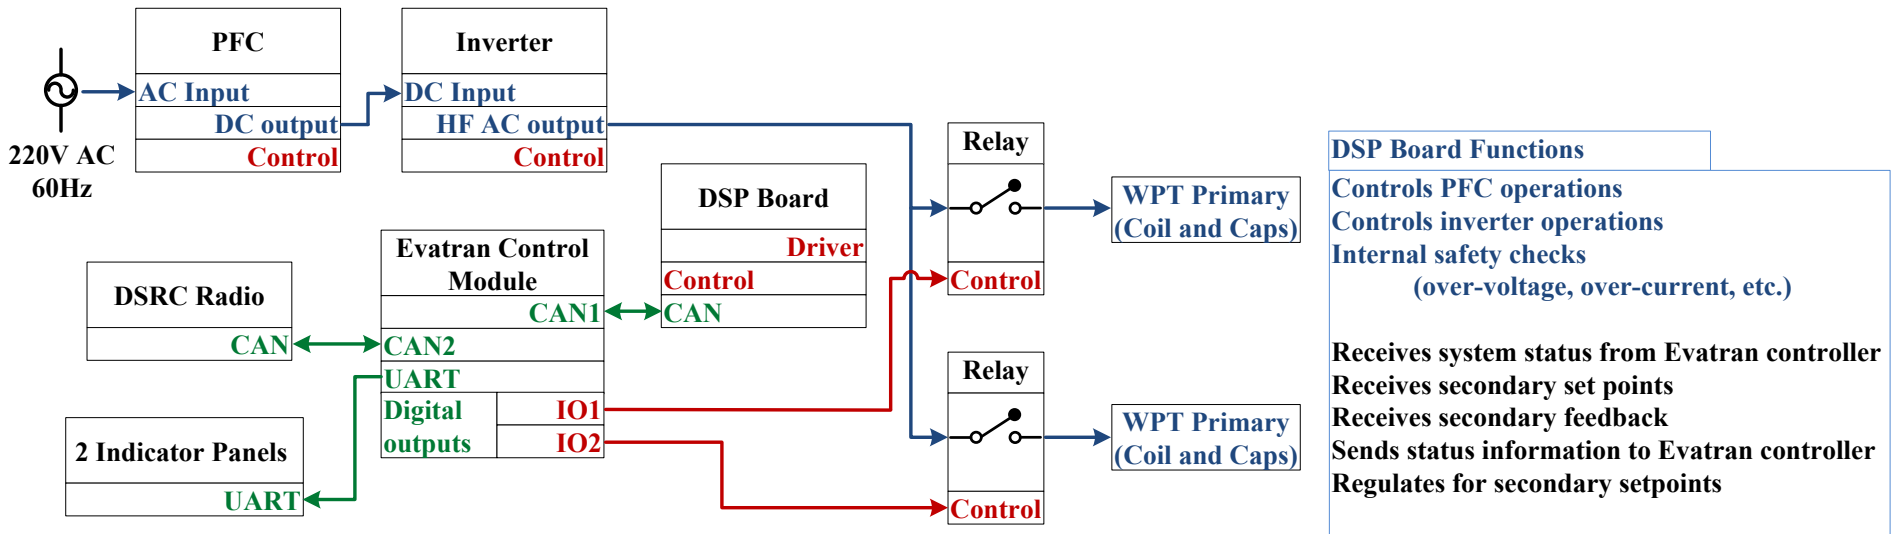 PFC
AC Input
DC output
Control
220V AC
60Hz
Inverter
DC Input
HF AC output
Control
DSP Board
Driver
Control
CAN
Evatran Control
Module
CAN1
CAN2
UART
Digital
outputs
IO1
IO2
DSRC Radio
CAN
2 Indicator Panels
UART
Relay
Control
WPT Primary
(Coil and Caps)
Relay
Control
WPT Primary
(Coil and Caps)
DSP Board Functions
Controls PFC operations
Controls inverter operations
Internal safety checks
(over-voltage, over-current, etc.)
Receives system status from Evatran controller
Receives secondary set points
Receives secondary feedback
Sends status information to Evatran controller
Regulates for secondary setpoints